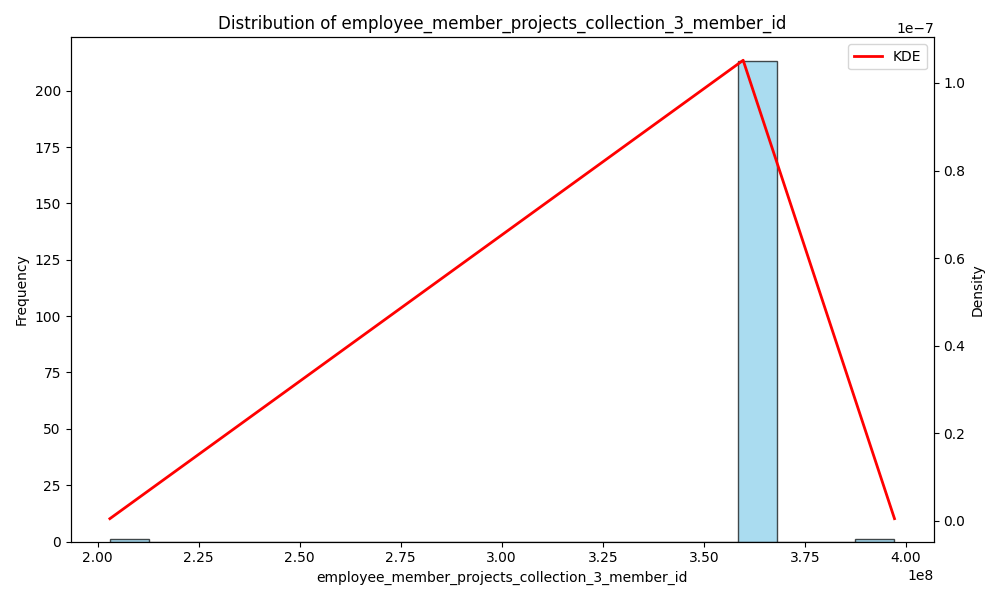 Distribution of employee_member_projects_collection_3_member_id
1e−7
KDE
200
175
150
125
100
75
50
25
0
Frequency
1.0
0.8
0.6
0.4
0.2
0.0
Density
2.00 2.25 2.50 2.75 3.00 3.25 3.50 3.75 4.00
1e8
employee_member_projects_collection_3_member_id